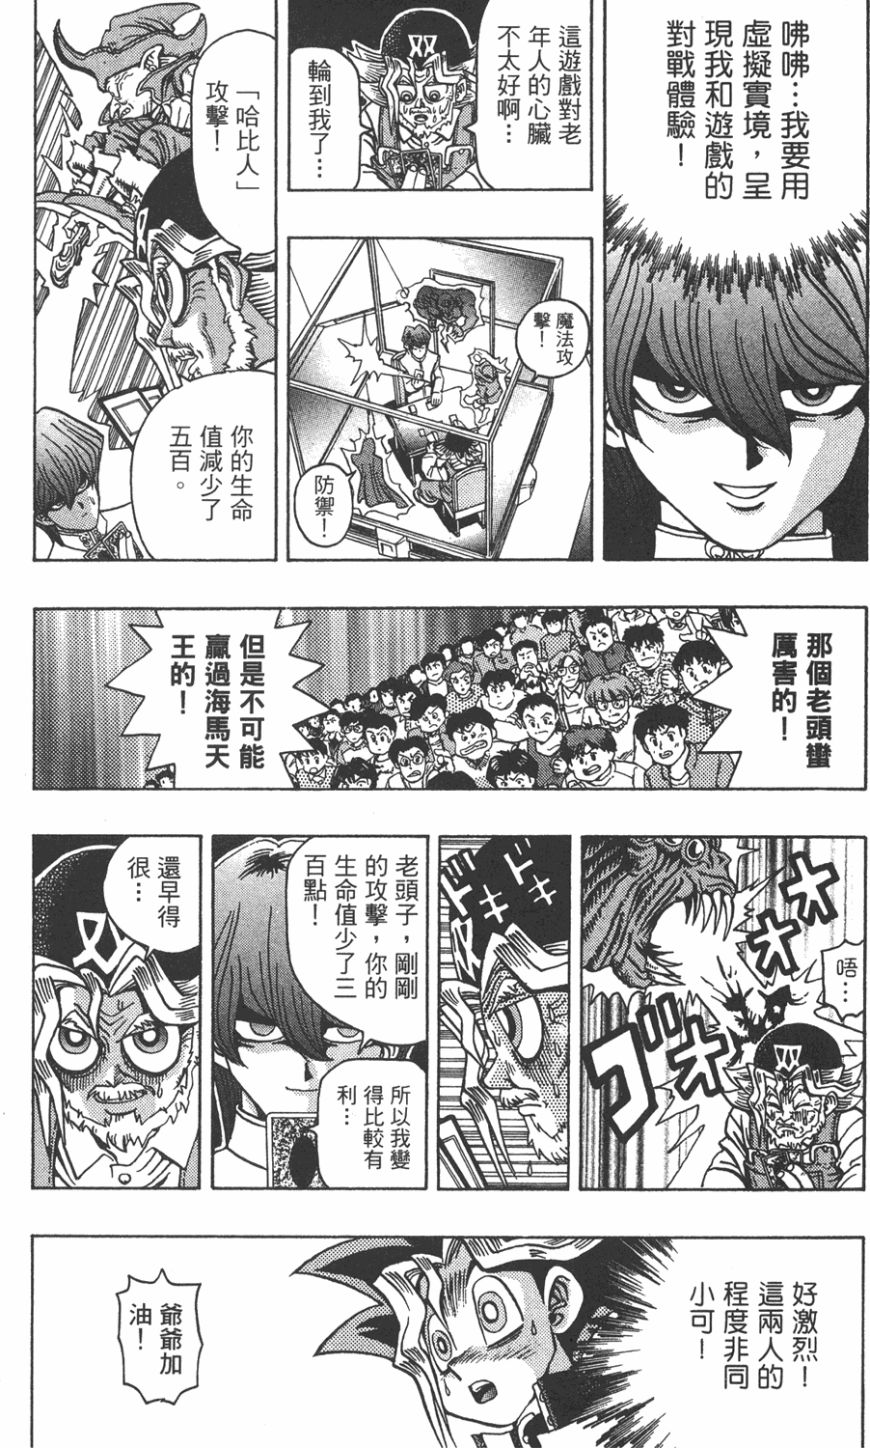 咈咈…我要用
虛擬實境，呈
現我和遊戲的
對戰體驗！
這遊戲對老
年人的心臟
不太好啊…
輪到我了…
魔法攻
擊！
防禦！
「哈比人」
攻擊！
你的生命
值減少了
五百。
那個老頭蠻
厲害的！
但是不可能
贏過海馬天
王的！
唔…
オオ
ゴオオ
ドキ
ドキ
老頭子，剛剛
的攻擊，你的
生命值少了三
百點！
所以我變
得比較有
利…
還早得
很…
好激烈！
這兩人的
程度非同
小可！
爺爺加
油！